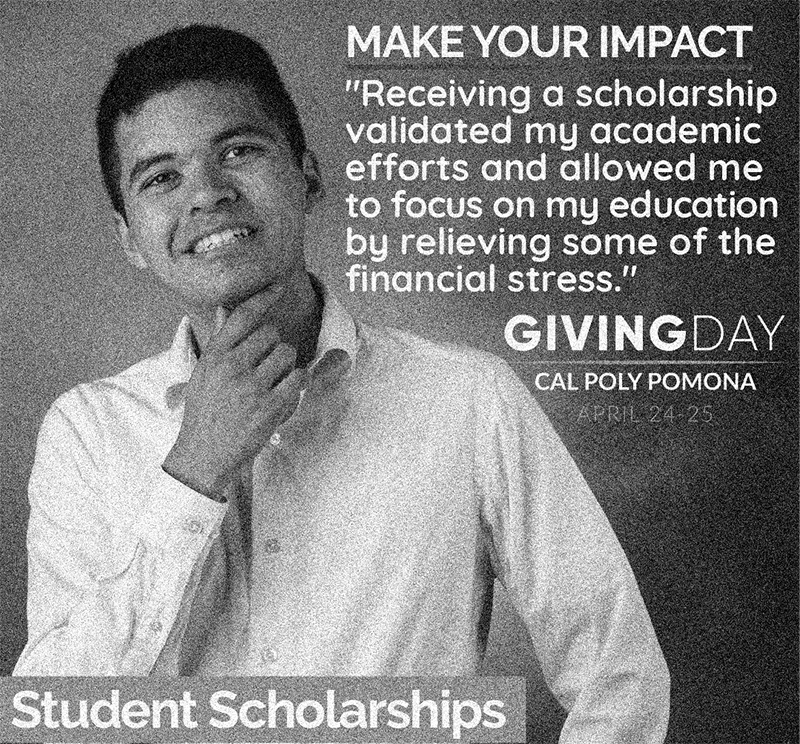 MAKE YOUR IMPACT
"Receiving a scholarship
validated my academic
efforts and allowed me
to focus on my education
by relieving some of the
financial stress."
GIVINGDAY
CAL POLY POMONA
APRIL 24-25
Student Scholarships